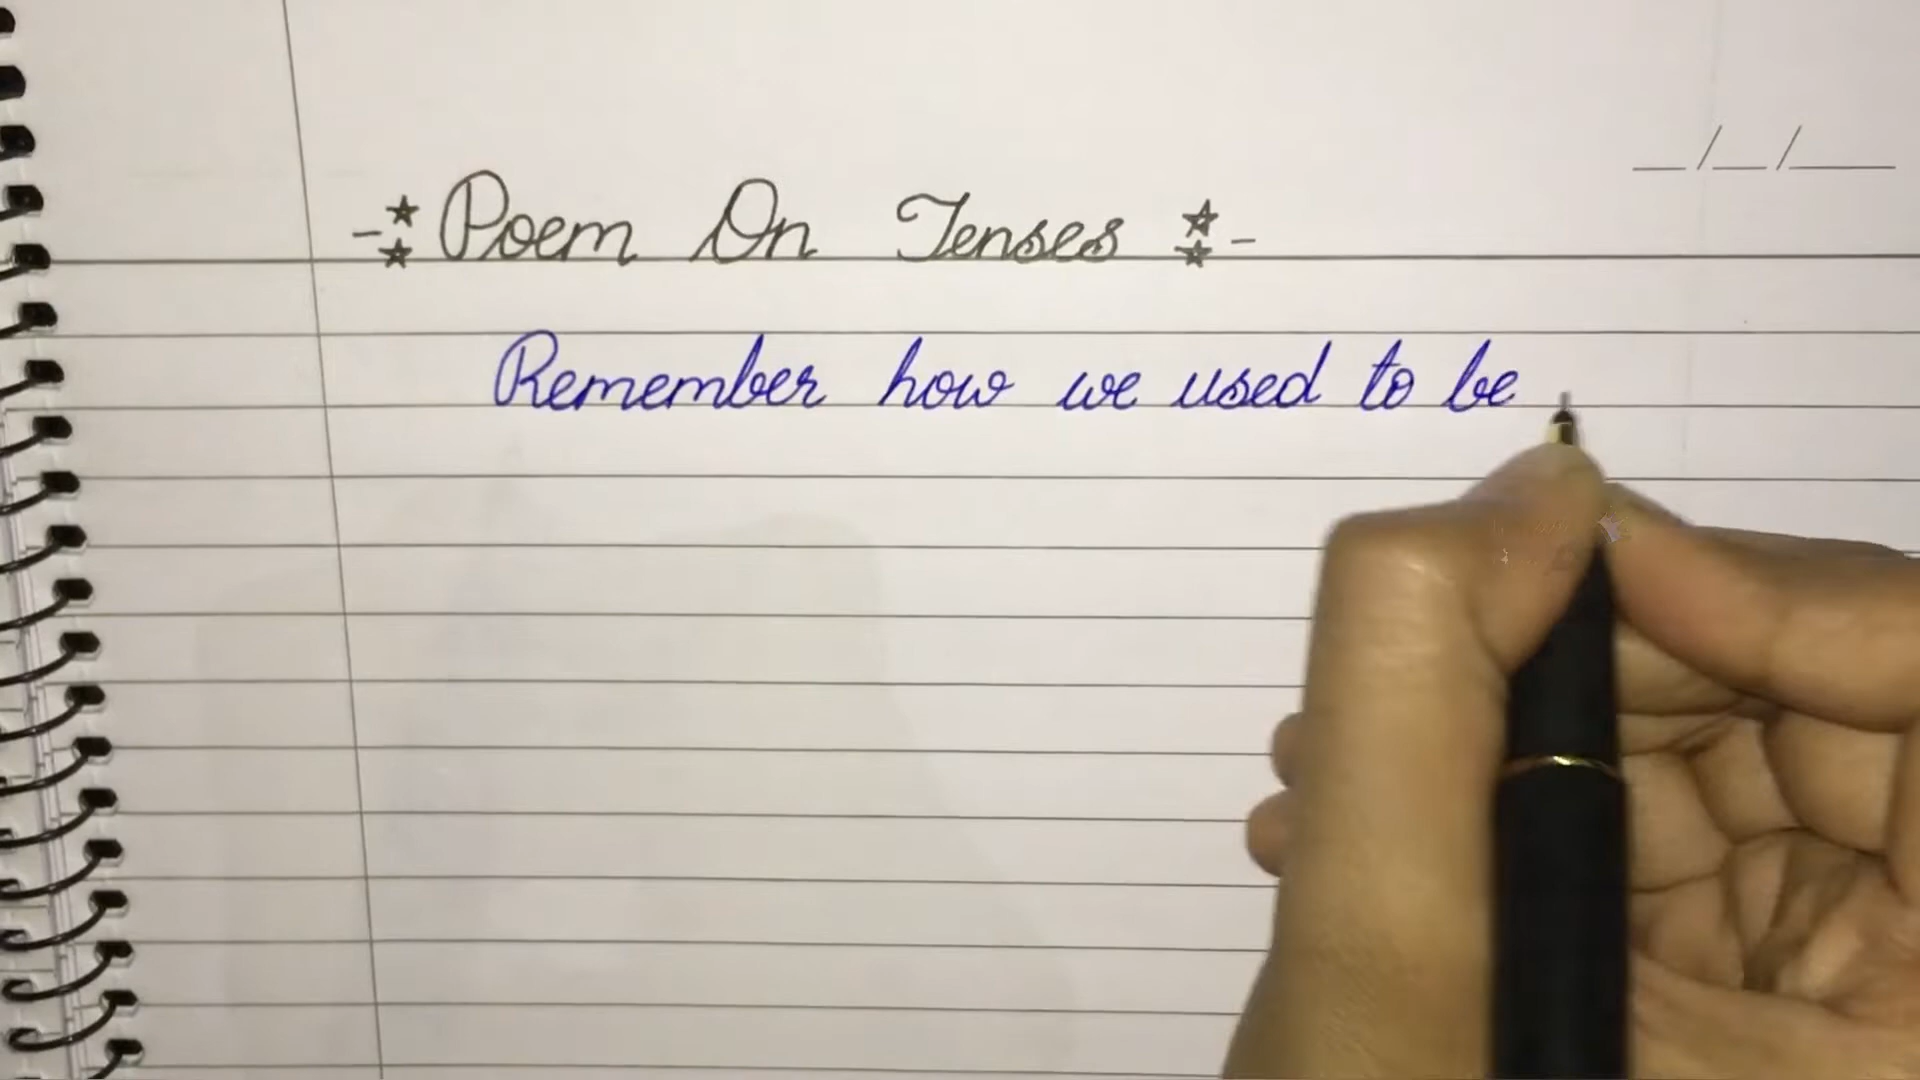 -⁑ Poem On Tenses ⁑-
Remember how we used to be